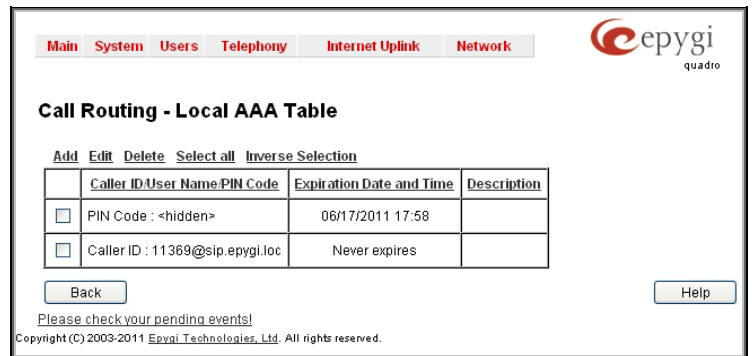 Main System Users Telephony Internet Uplink Network
epygi
quadro
Call Routing - Local AAA Table
Add Edit Delete Select all Inverse Selection
Caller ID/User Name/PIN Code Expiration Date and Time Description
PIN Code : <hidden> 06/17/2011 17:58
Caller ID : 11369@sip.epygi.loc Never expires
Back Help
Please check your pending events!
Copyright (C) 2003-2011 Epygi Technologies, Ltd. All rights reserved.